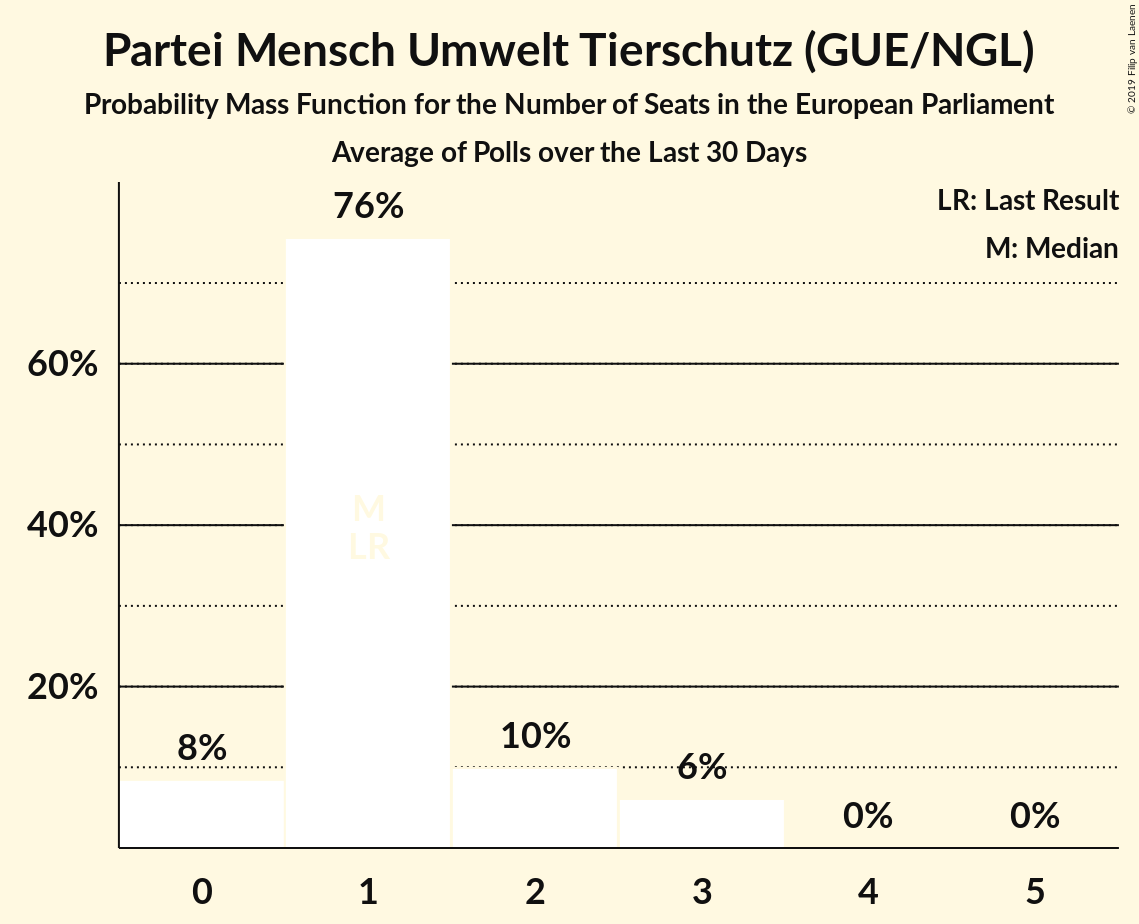 Partei Mensch Umwelt Tierschutz (GUE/NGL)
Probability Mass Function for the Number of Seats in the European Parliament
Average of Polls over the Last 30 Days
© 2019 Filip van Laenen
LR: Last Result
M: Median
76%
60%
M
40%
LR
20%
8%
10%
6%
0%
0%
0
1
2
3
4
5